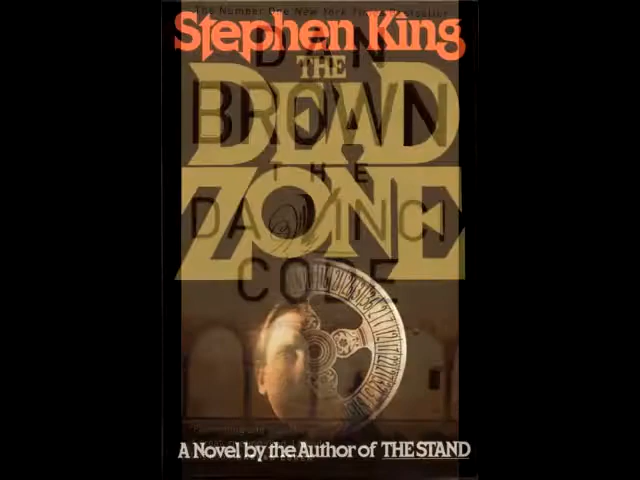 The Number One New York Times Bestseller
Stephen King
DAN
THE
BROWN
DEAD
THE
ZONE
DA VINCI
CODE
A Novel by the Author of THE STAND